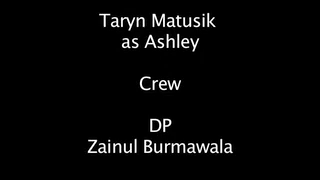 Taryn Matusik
as Ashley
Crew
DP
Zainul Burmawala